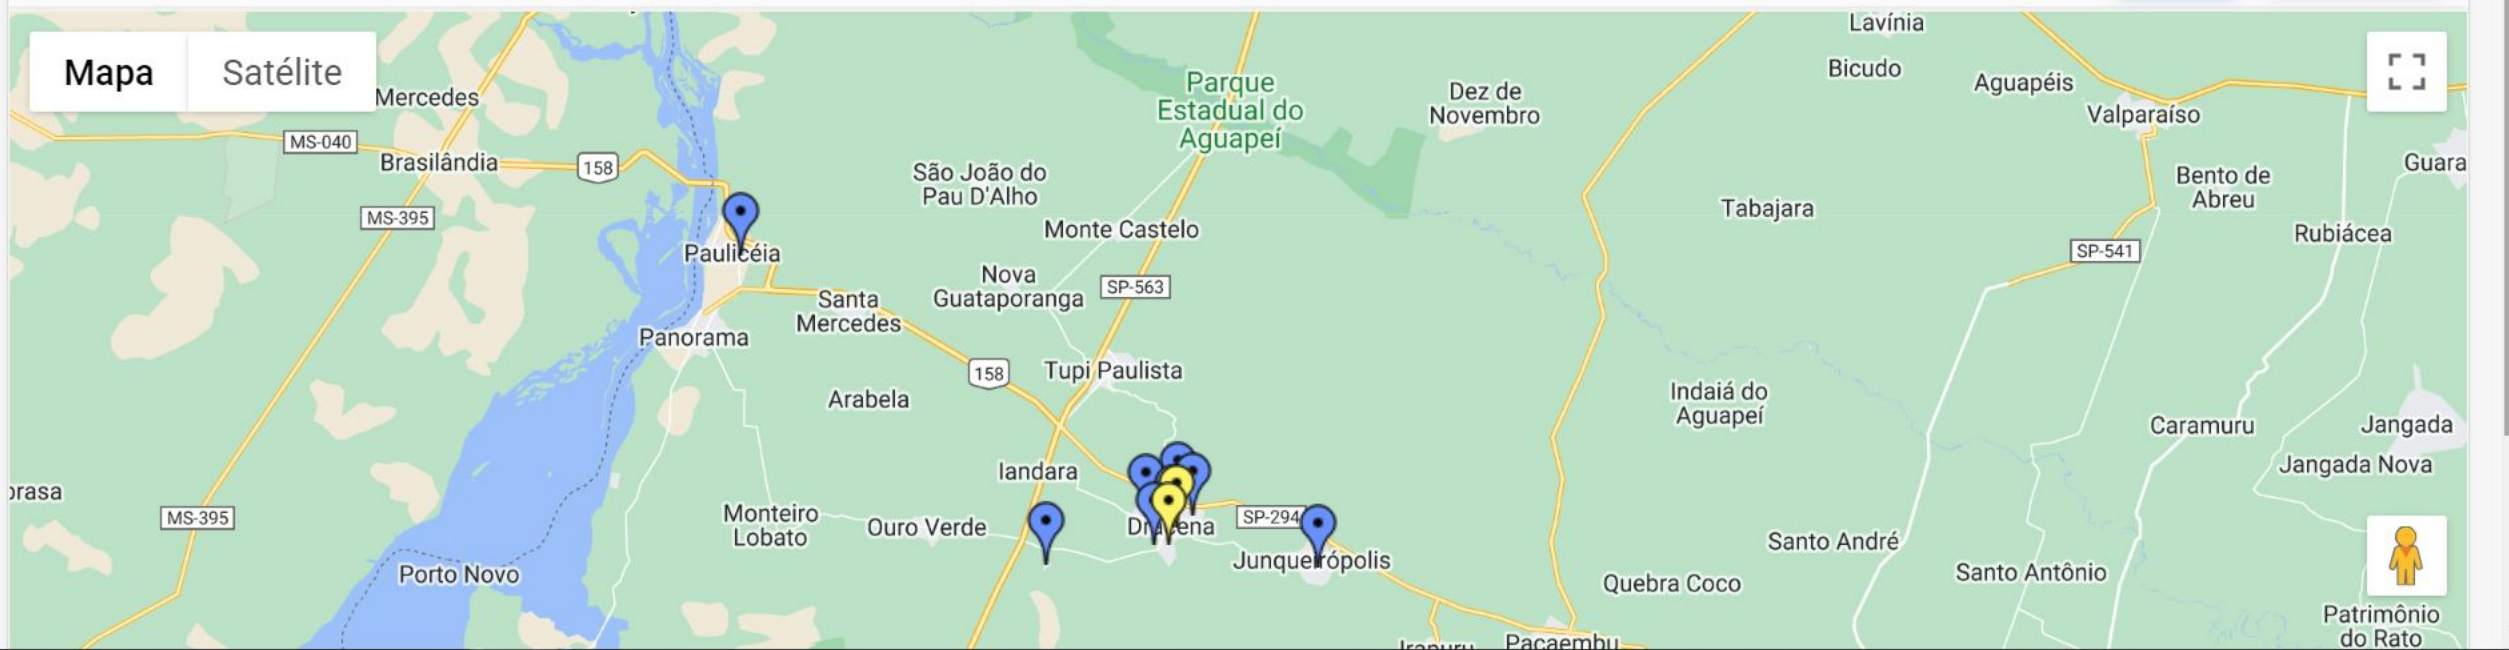 Lavínia
Mapa
Satélite
Bicudo
Aguapéis
Mercedes
Parque
Estadual do
Aguapeí
Dez de
Novembro
Valparaíso
MS-040
Brasilândia
158
São João do
Pau D'Alho
Bento de
Abreu
Guara
MS-395
Tabajara
Monte Castelo
Rubiácea
Paulicéia
SP-541
Nova
Guataporanga
SP-563
Santa
Mercedes
Panorama
158
Tupi Paulista
Arabela
Indaiá do
Aguapeí
Caramuru
Jangada
Iandara
Jangada Nova
orasa
MS-395
Monteiro
Lobato
Ouro Verde
Dracena
SP-294
Santo André
Junqueirópolis
Porto Novo
Quebra Coco
Santo Antônio
Patrimônio
do Rato
Irapuru
Pacaembu